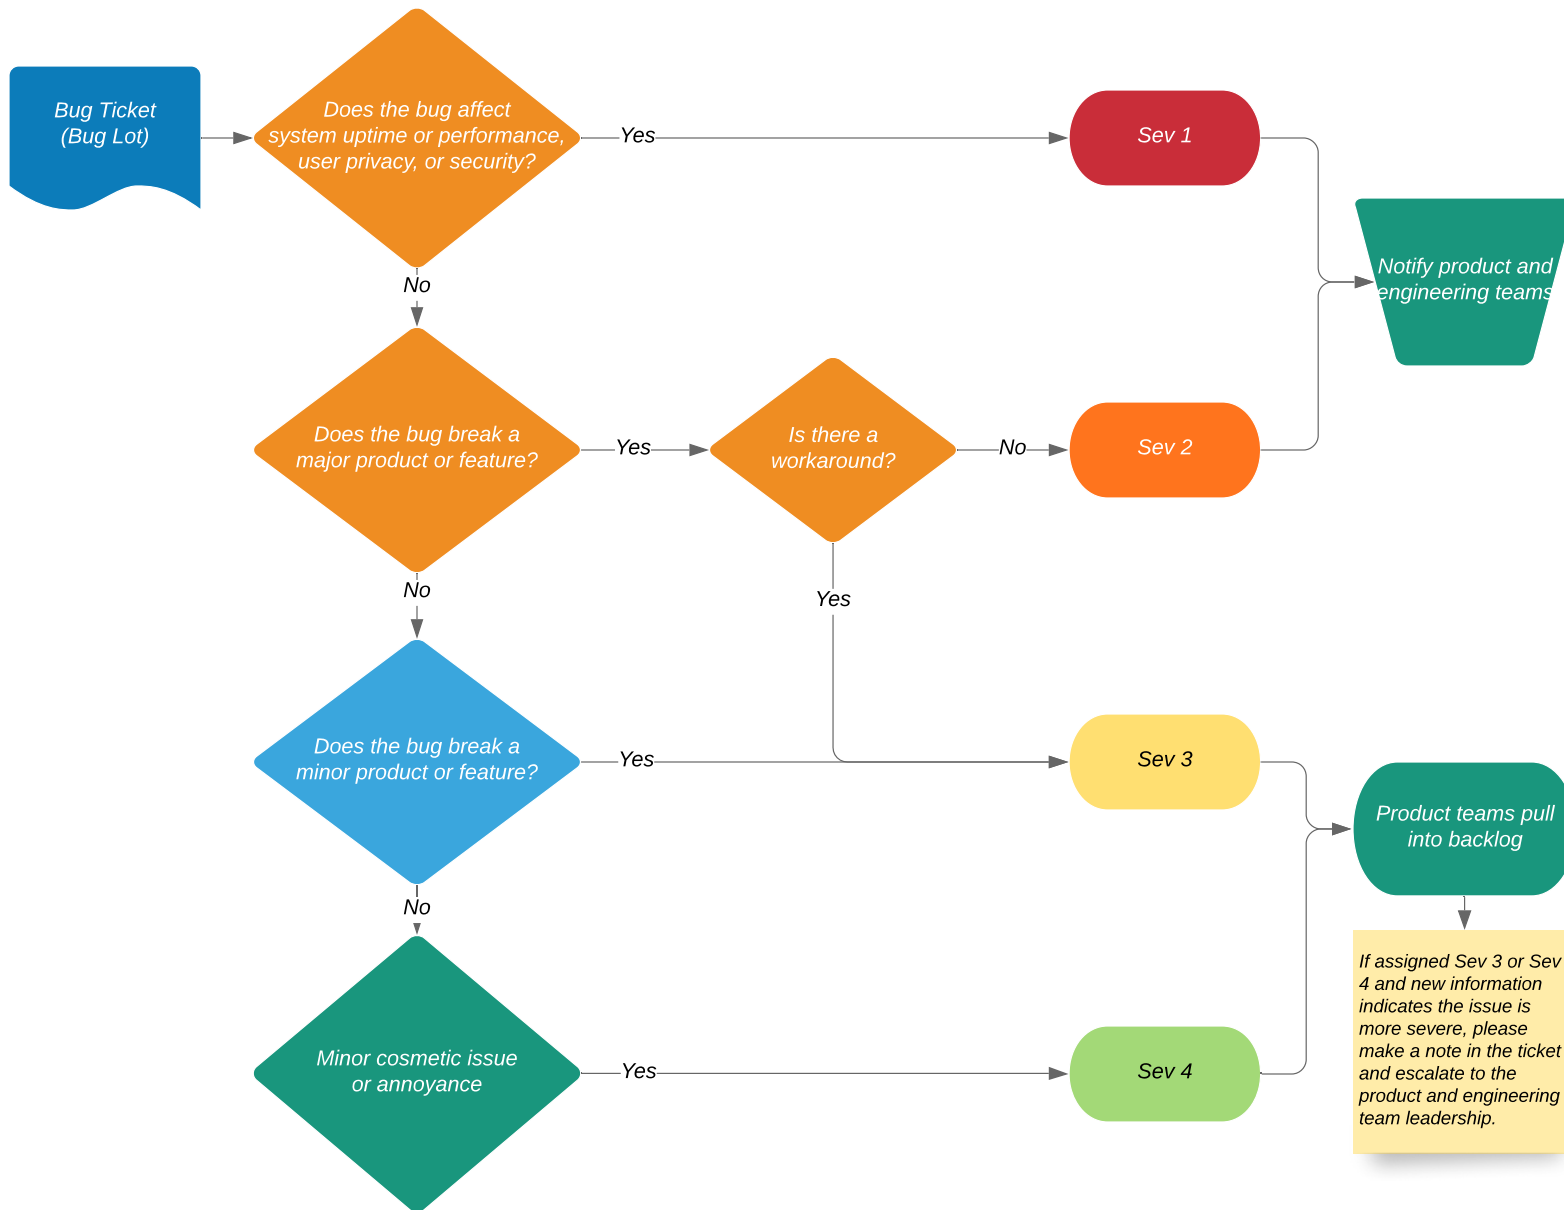 Bug Ticket
(Bug Lot)
Does the bug affect
system uptime or performance,
user privacy, or security?
Yes
Sev 1
Notify product and
engineering teams
No
Does the bug break a
major product or feature?
Yes
Is there a
workaround?
No
Sev 2
No
Yes
Does the bug break a
minor product or feature?
Yes
Sev 3
Product teams pull
into backlog
No
Minor cosmetic issue
or annoyance
Yes
Sev 4
If assigned Sev 3 or Sev
4 and new information
indicates the issue is
more severe, please
make a note in the ticket
and escalate to the
product and engineering
team leadership.